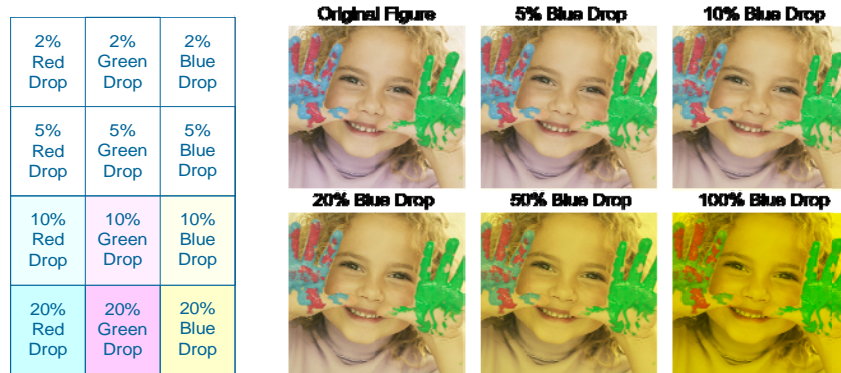 2%
Red
Drop
2%
Green
Drop
2%
Blue
Drop
5%
Red
Drop
5%
Green
Drop
5%
Blue
Drop
10%
Red
Drop
10%
Green
Drop
10%
Blue
Drop
20%
Red
Drop
20%
Green
Drop
20%
Blue
Drop
Original Figure
5% Blue Drop
10% Blue Drop
20% Blue Drop
50% Blue Drop
100% Blue Drop